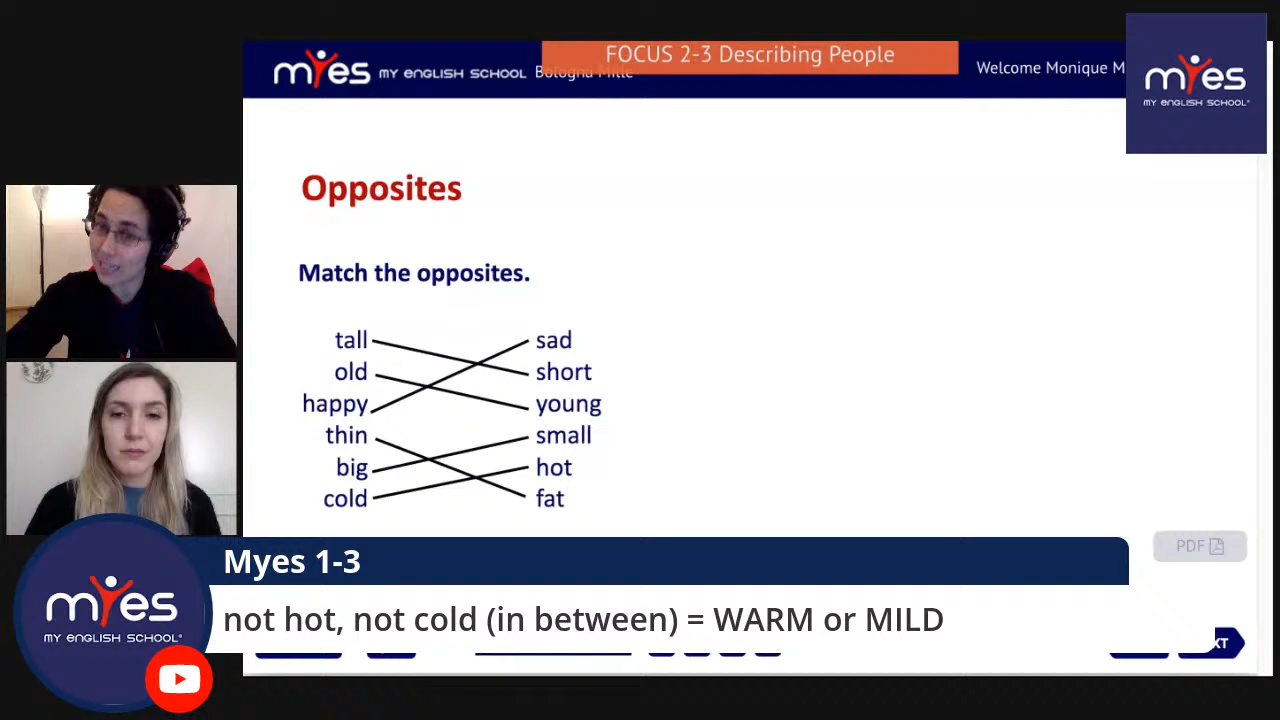 myes MY ENGLISH SCHOOL Bologna Mille
FOCUS 2-3 Describing People
Welcome Monique M
myes
MY ENGLISH SCHOOL
Opposites
Match the opposites.
tall sad
old short
happy young
thin small
big hot
cold fat
PDF
Myes 1-3
not hot, not cold (in between) = WARM or MILD
myes
MY ENGLISH SCHOOL
XT